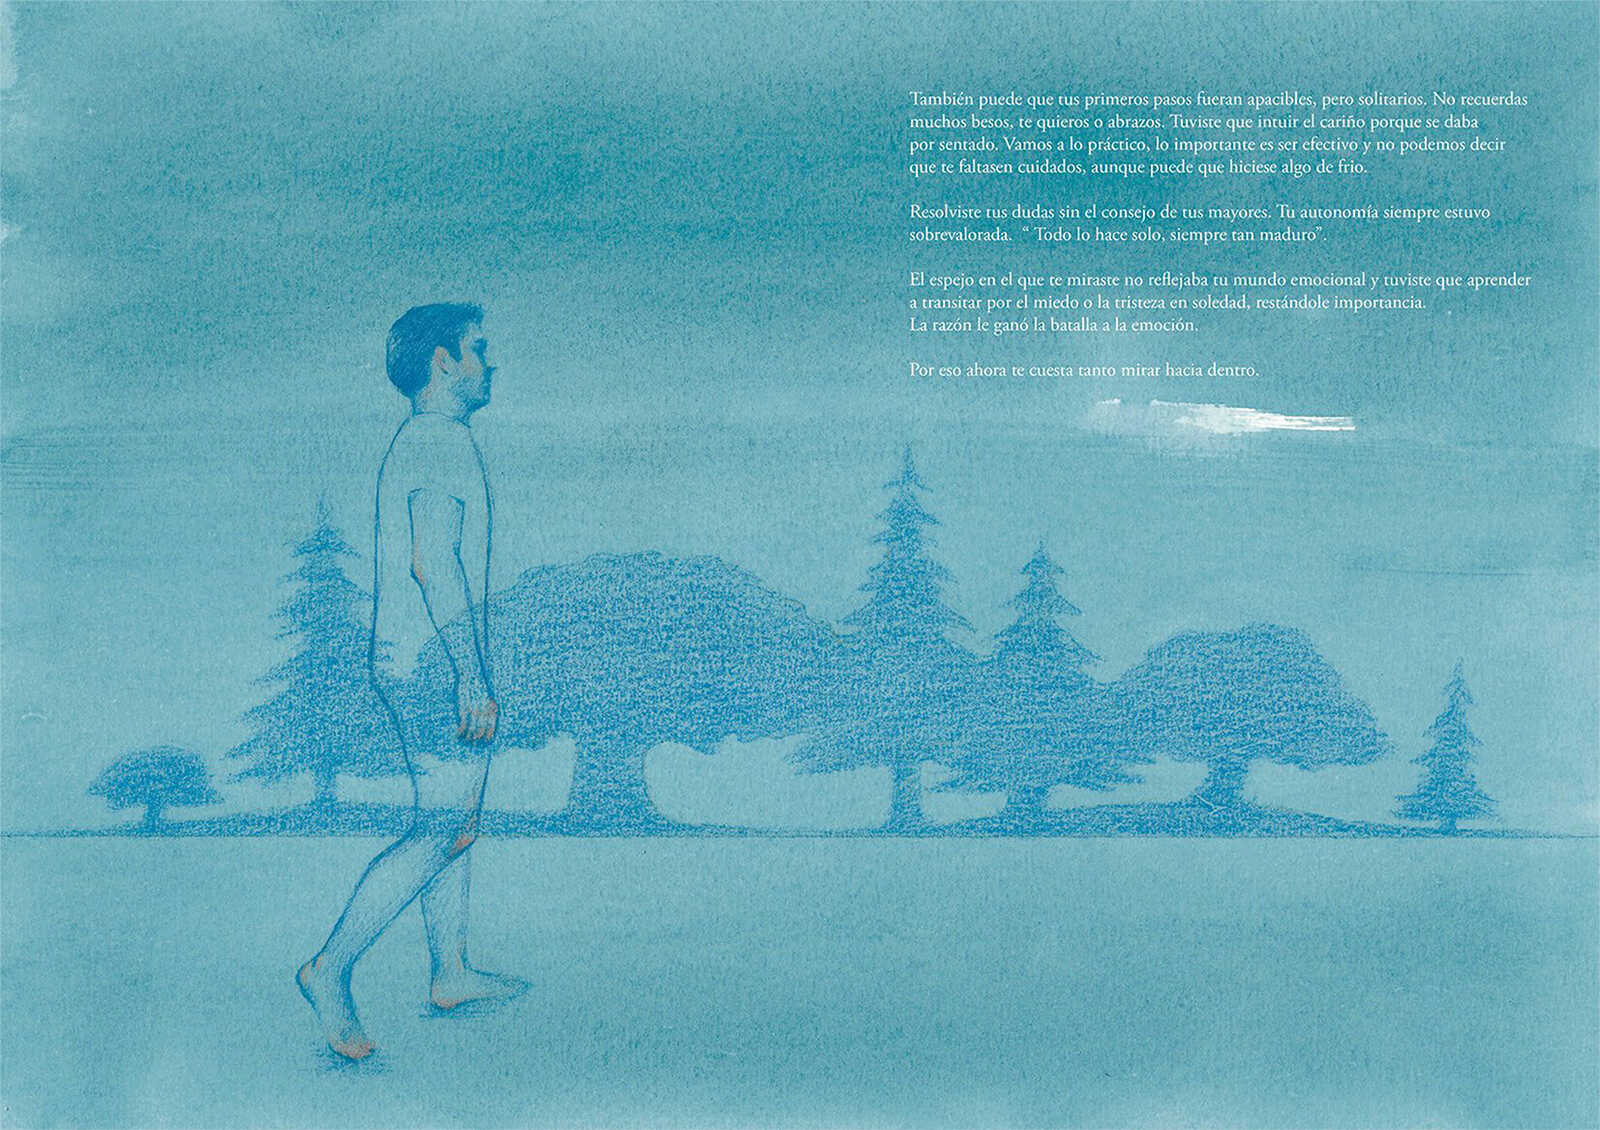 También puede que tus primeros pasos fueran apacibles, pero solitarios. No recuerdas
muchos besos, te quieros o abrazos. Tuviste que intuir el cariño porque se daba
por sentado. Vamos a lo práctico, lo importante es ser efectivo y no podemos decir
que te faltasen cuidados, aunque puede que hiciese algo de frio.
Resolviste tus dudas sin el consejo de tus mayores. Tu autonomía siempre estuvo
sobrevalorada. “ Todo lo hace solo, siempre tan maduro”.
El espejo en el que te miraste no reflejaba tu mundo emocional y tuviste que aprender
a transitar por el miedo o la tristeza en soledad, restándole importancia.
La razón le ganó la batalla a la emoción.
Por eso ahora te cuesta tanto mirar hacia dentro.